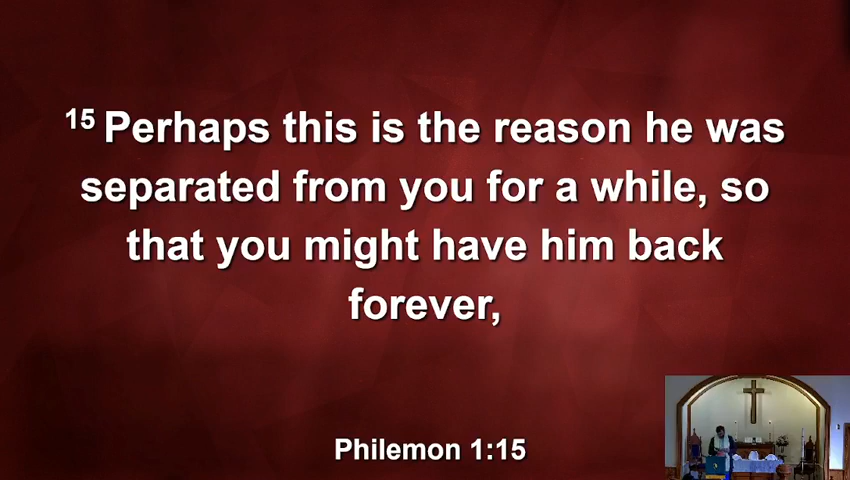 15 Perhaps this is the reason he was
separated from you for a while, so
that you might have him back
forever,
Philemon 1:15